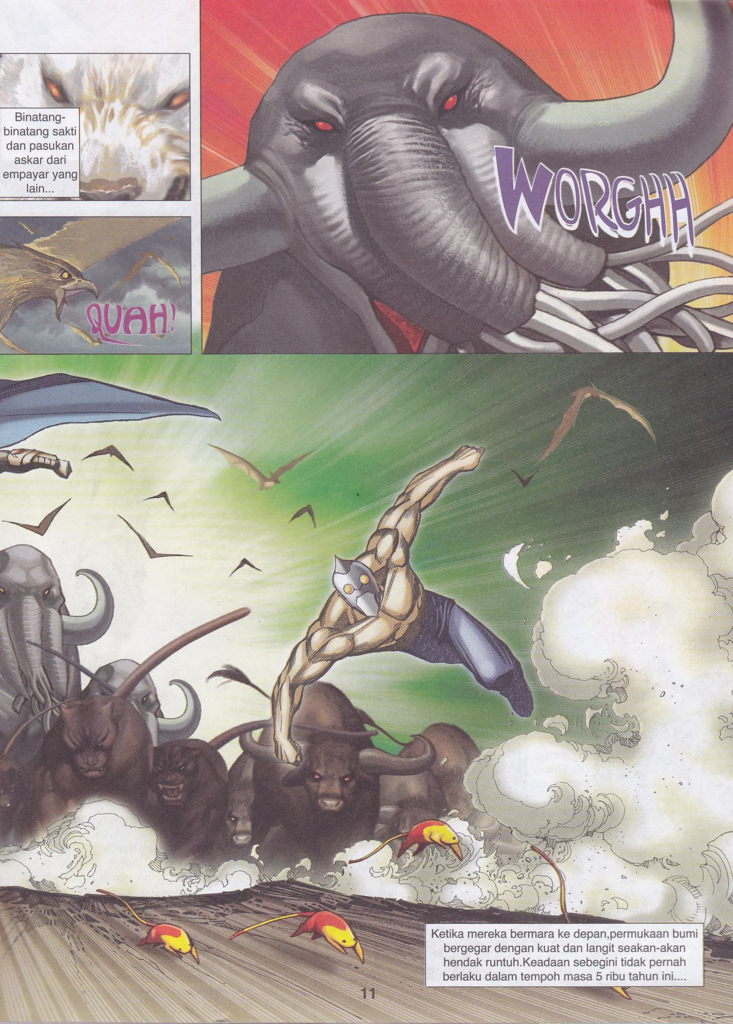 Binatang-
binatang sakti
dan pasukan
askar dari
empayar yang
lain...
WORGHH
QUAH!
Ketika mereka bermara ke depan,permukaan bumi
bergegar dengan kuat dan langit seakan-akan
hendak runtuh.Keadaan sebegini tidak pernah
berlaku dalam tempoh masa 5 ribu tahun ini....
11